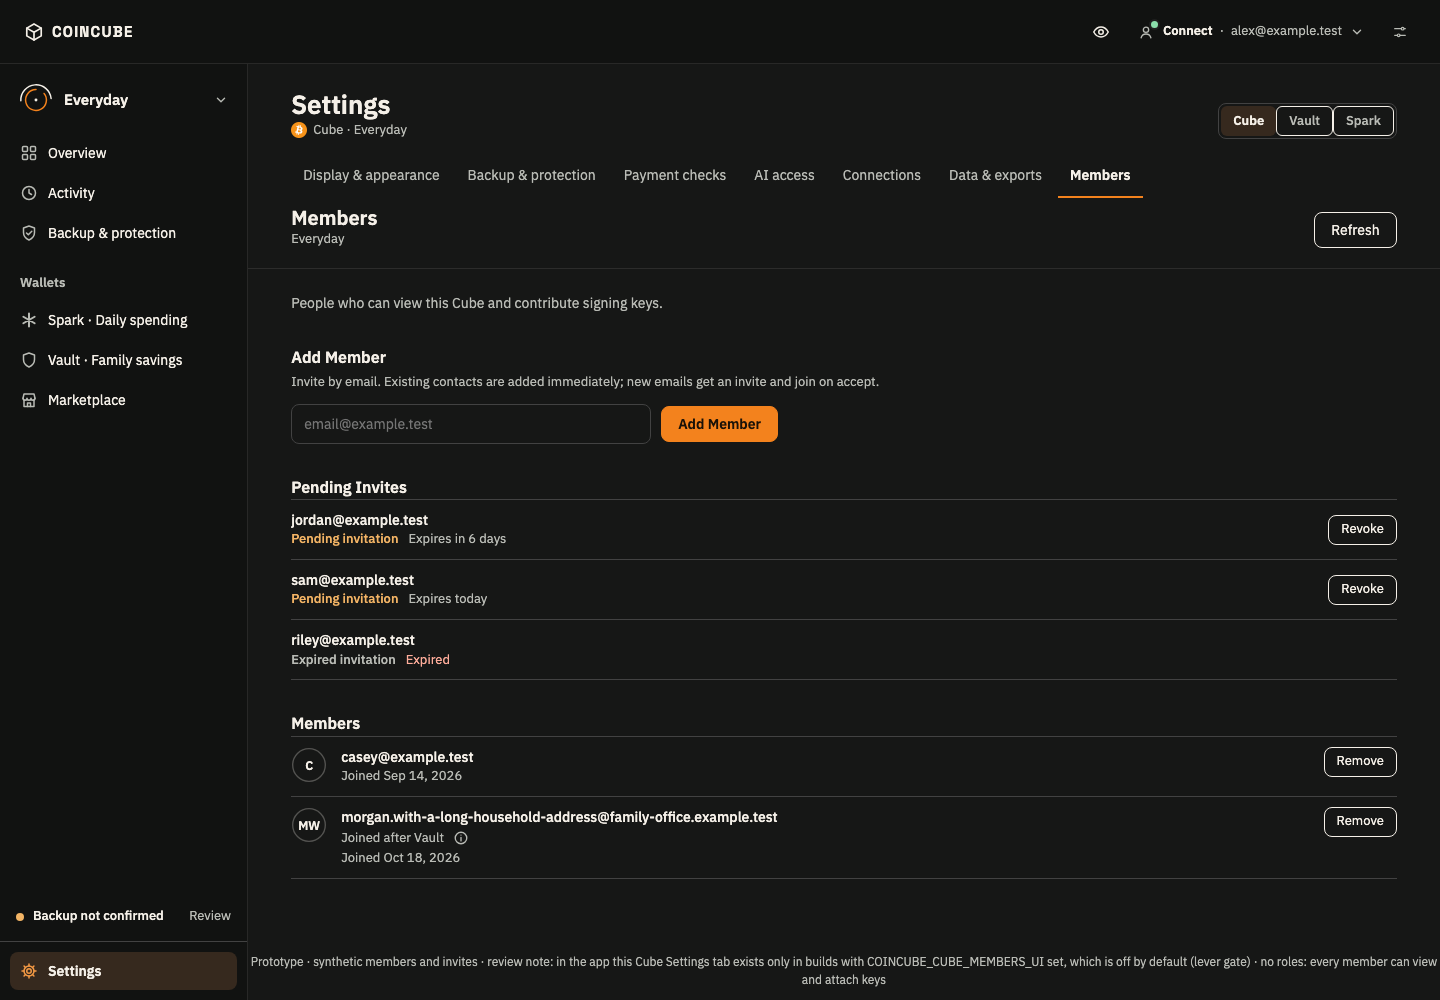 COINCUBE
Connect · alex@example.test
Everyday
Overview
Activity
Backup & protection
Wallets
Spark · Daily spending
Vault · Family savings
Marketplace
Backup not confirmed Review
Settings
Settings
Cube · Everyday
Cube Vault Spark
Display & appearance Backup & protection Payment checks AI access Connections Data & exports Members
Members
Everyday
Refresh
People who can view this Cube and contribute signing keys.
Add Member
Invite by email. Existing contacts are added immediately; new emails get an invite and join on accept.
email@example.test Add Member
Pending Invites
jordan@example.test
Pending invitation Expires in 6 days
Revoke
sam@example.test
Pending invitation Expires today
Revoke
riley@example.test
Expired invitation Expired
Members
C
casey@example.test
Joined Sep 14, 2026
Remove
MW
morgan.with-a-long-household-address@family-office.example.test
Joined after Vault
Joined Oct 18, 2026
Remove
Prototype · synthetic members and invites · review note: in the app this Cube Settings tab exists only in builds with COINCUBE_CUBE_MEMBERS_UI set, which is off by default (lever gate) · no roles: every member can view
and attach keys